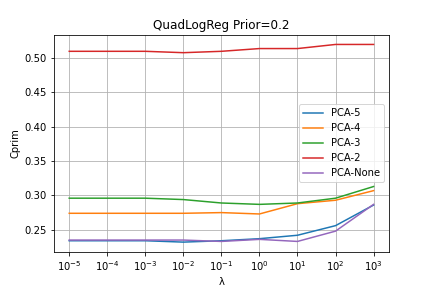 QuadLogReg Prior=0.2
Cprim
0.50
0.45
0.40
0.35
0.30
0.25
PCA-5
PCA-4
PCA-3
PCA-2
PCA-None
10⁻⁵ 10⁻⁴ 10⁻³ 10⁻² 10⁻¹ 10⁰ 10¹ 10² 10³
λ